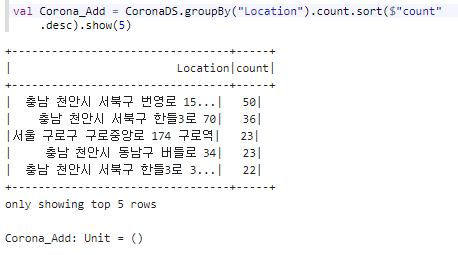 val Corona_Add = CoronaDS.groupBy("Location").count.sort($"count"
.desc).show(5)
+--------------------------------+-----+
|                        Location|count|
+--------------------------------+-----+
|  충남 천안시 서북구 번영로 15...|   50|
|    충남 천안시 서북구 한들3로 70|   36|
|서울 구로구 구로중앙로 174 구로역|   23|
|     충남 천안시 동남구 버들로 34|   23|
|  충남 천안시 서북구 한들3로 3...|   22|
+--------------------------------+-----+
only showing top 5 rows
Corona_Add: Unit = ()